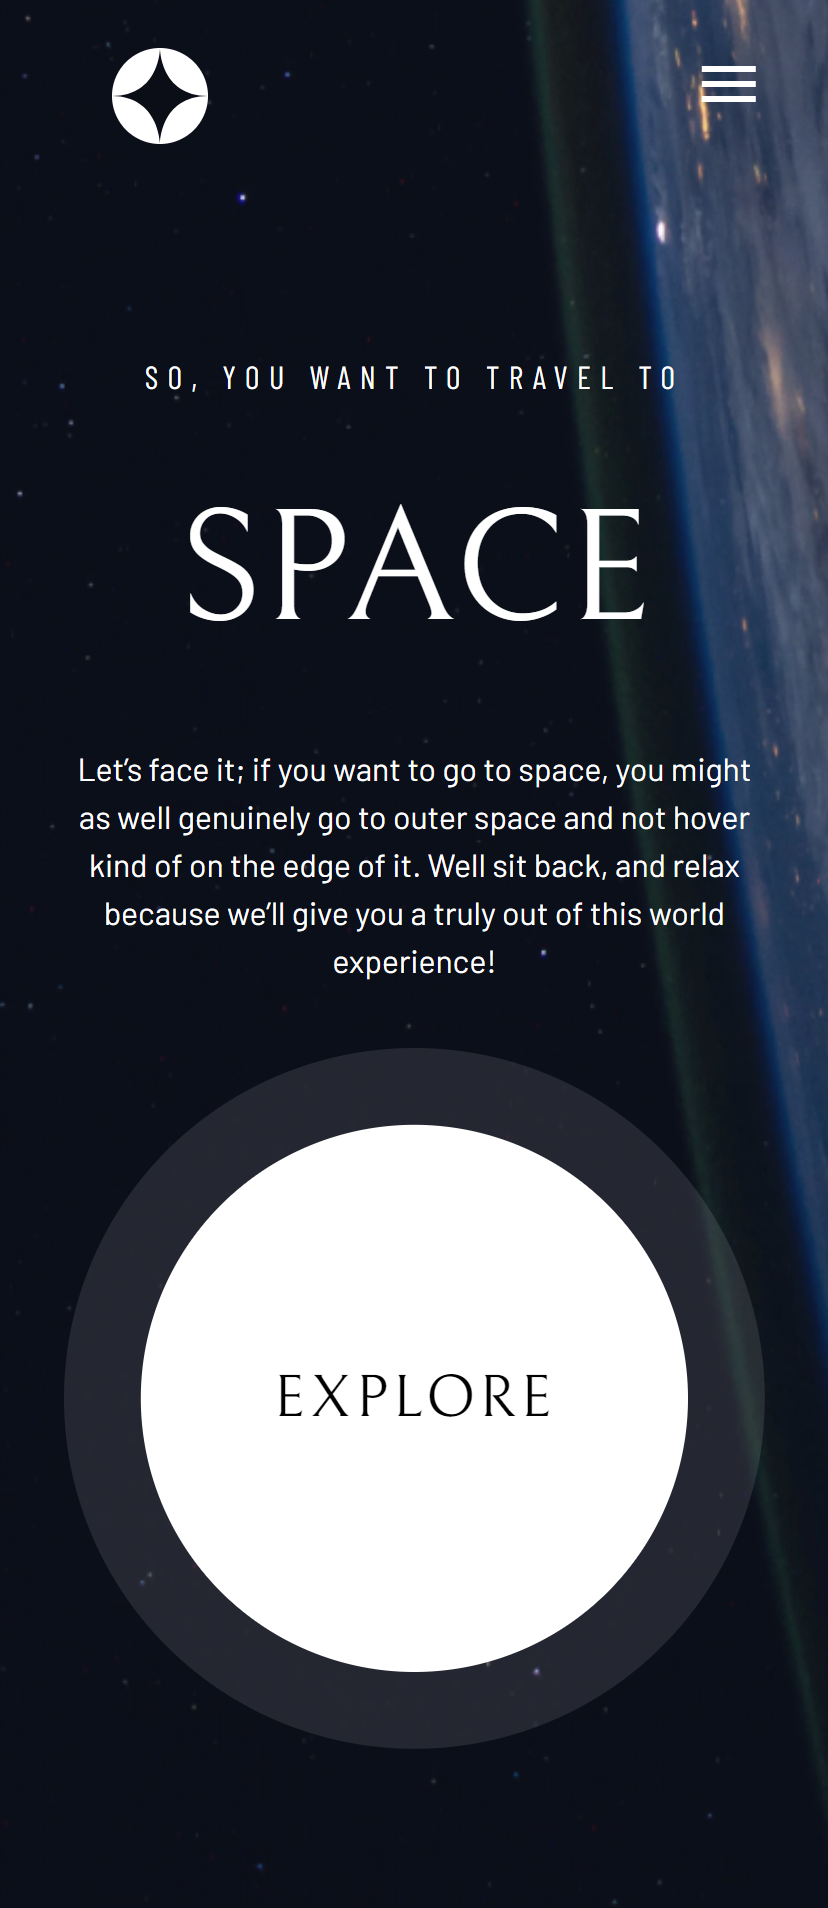 SO, YOU WANT TO TRAVEL TO
SPACE
Let’s face it; if you want to go to space, you might
as well genuinely go to outer space and not hover
kind of on the edge of it. Well sit back, and relax
because we’ll give you a truly out of this world
experience!
EXPLORE